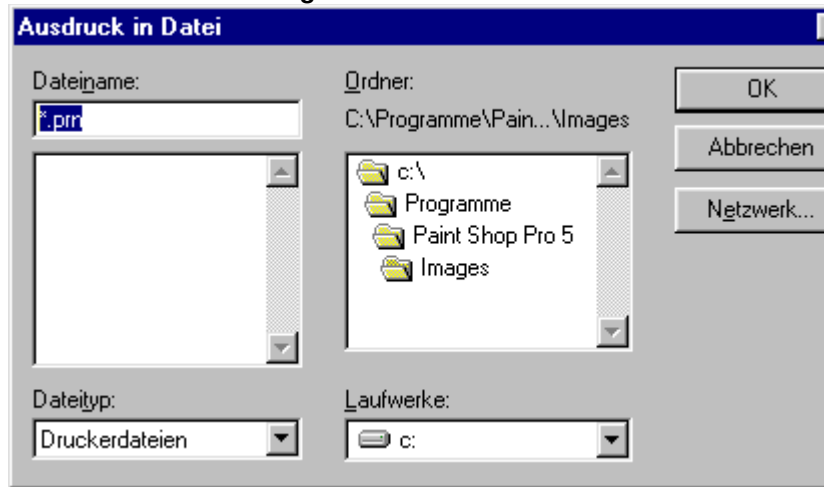 Ausdruck in Datei
Dateiname:
*.prn
Ordner:
C:\Programme\Pain...\Images
c:\
Programme
Paint Shop Pro 5
Images
OK
Abbrechen
Netzwerk...
Dateityp:
Druckerdateien
Laufwerke:
c: